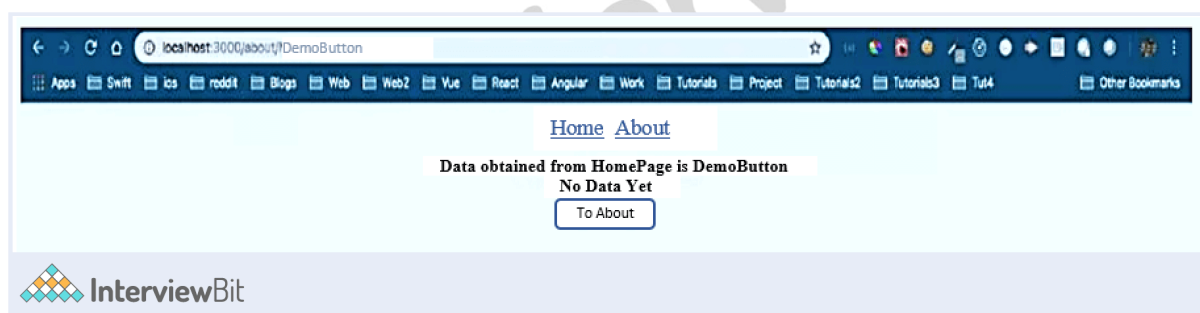 localhost:3000/about/!DemoButton
Apps Swift ios reddit Blogs Web Web2 Vue React Angular Work Tutorials Project Tutorials2 Tutorials3 Tut4 Other Bookmarks
Home About
Data obtained from HomePage is DemoButton
No Data Yet
To About
InterviewBit